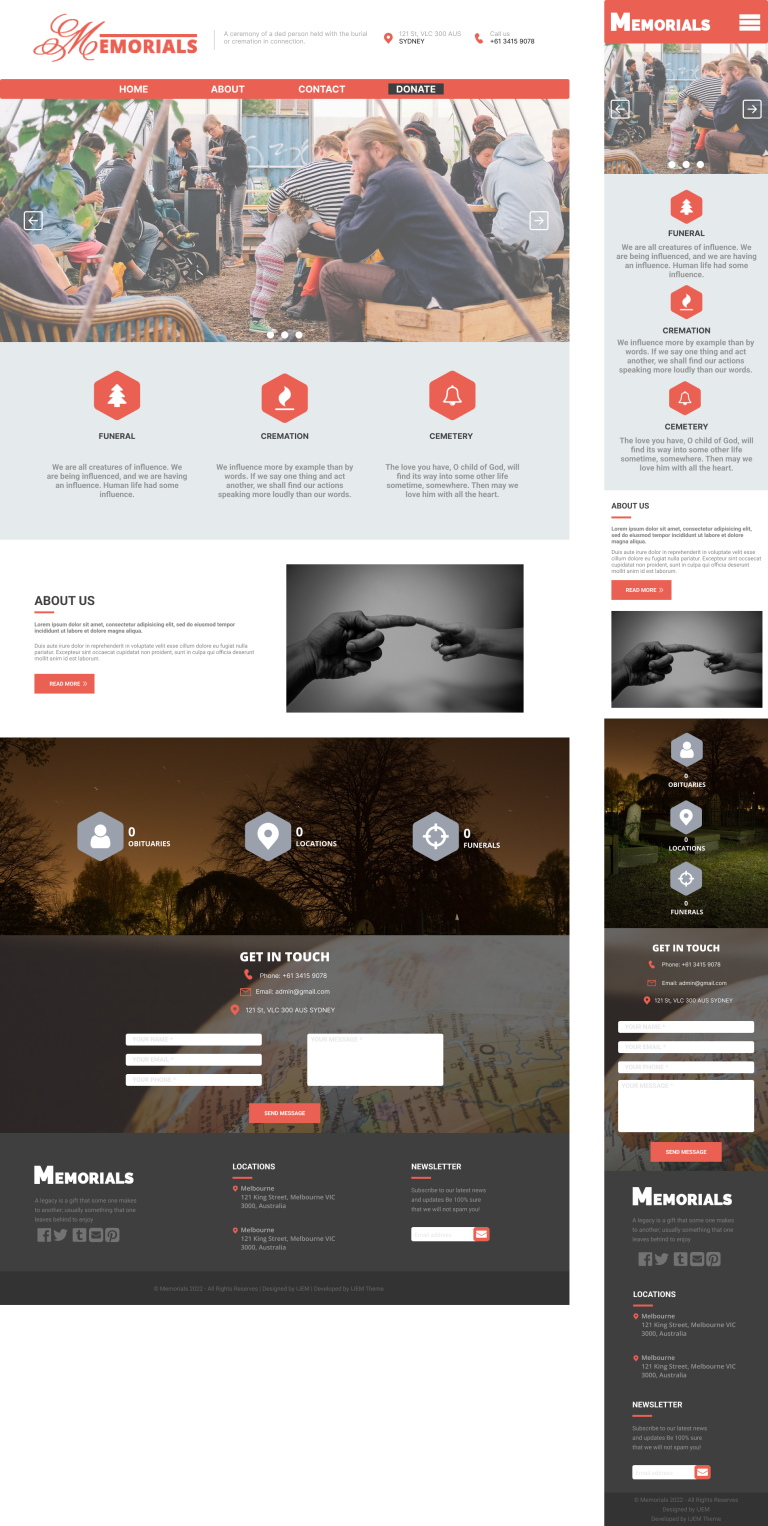 MEMORIALS
A ceremony of a dead person held with the burial
or cremation in connection.
121 St, VLC 300 AUS
SYDNEY
Call us
+61 3415 9078
HOME
ABOUT
CONTACT
DONATE
FUNERAL
We are all creatures of influence. We
are being influenced, and we are having
an influence. Human life had some
influence.
CREMATION
We influence more by example than by
words. If we say one thing and act
another, we shall find our actions
speaking more loudly than our words.
CEMETERY
The love you have, O child of God, will
find its way into some other life
sometime, somewhere. Then may we
love him with all the heart.
ABOUT US
Lorem ipsum dolor sit amet, consectetur adipisicing elit, sed do eiusmod tempor
incididunt ut labore et dolore magna aliqua.
Duis aute irure dolor in reprehenderit in voluptate velit esse cillum dolore eu fugiat nulla
pariatur. Excepteur sint occaecat cupidatat non proident, sunt in culpa qui officia deserunt
mollit anim id est laborum.
READ MORE »
0
OBITUARIES
0
LOCATIONS
0
FUNERALS
GET IN TOUCH
Phone: +61 3415 9078
Email: admin@gmail.com
121 St, VLC 300 AUS SYDNEY
YOUR NAME *
YOUR EMAIL *
YOUR PHONE *
YOUR MESSAGE *
SEND MESSAGE
MEMORIALS
A legacy is a gift that some one makes
to another; usually something that one
leaves behind to enjoy
LOCATIONS
Melbourne
121 King Street, Melbourne VIC
3000, Australia
Melbourne
121 King Street, Melbourne VIC
3000, Australia
NEWSLETTER
Subscribe to our latest news
and updates Be 100% sure
that we will not spam you!
Email address
© Memorials 2022 - All Rights Reserves | Designed by IJEM | Developed by IJEM Theme
MEMORIALS
FUNERAL
We are all creatures of influence. We
are being influenced, and we are having
an influence. Human life had some
influence.
CREMATION
We influence more by example than by
words. If we say one thing and act
another, we shall find our actions
speaking more loudly than our words.
CEMETERY
The love you have, O child of God, will
find its way into some other life
sometime, somewhere. Then may we
love him with all the heart.
ABOUT US
Lorem ipsum dolor sit amet, consectetur adipisicing elit,
sed do eiusmod tempor incididunt ut labore et dolore
magna aliqua.
Duis aute irure dolor in reprehenderit in voluptate velit esse
cillum dolore eu fugiat nulla pariatur. Excepteur sint occaecat
cupidatat non proident, sunt in culpa qui officia deserunt
mollit anim id est laborum.
READ MORE »
0
OBITUARIES
0
LOCATIONS
0
FUNERALS
GET IN TOUCH
Phone: +61 3415 9078
Email: admin@gmail.com
121 St, VLC 300 AUS SYDNEY
YOUR NAME *
YOUR EMAIL *
YOUR PHONE *
YOUR MESSAGE *
SEND MESSAGE
MEMORIALS
A legacy is a gift that some one makes
to another; usually something that one
leaves behind to enjoy
LOCATIONS
Melbourne
121 King Street, Melbourne VIC
3000, Australia
Melbourne
121 King Street, Melbourne VIC
3000, Australia
NEWSLETTER
Subscribe to our latest news
and updates Be 100% sure
that we will not spam you!
Email address
© Memorials 2022 - All Rights Reserves
Designed by IJEM
Developed by IJEM Theme